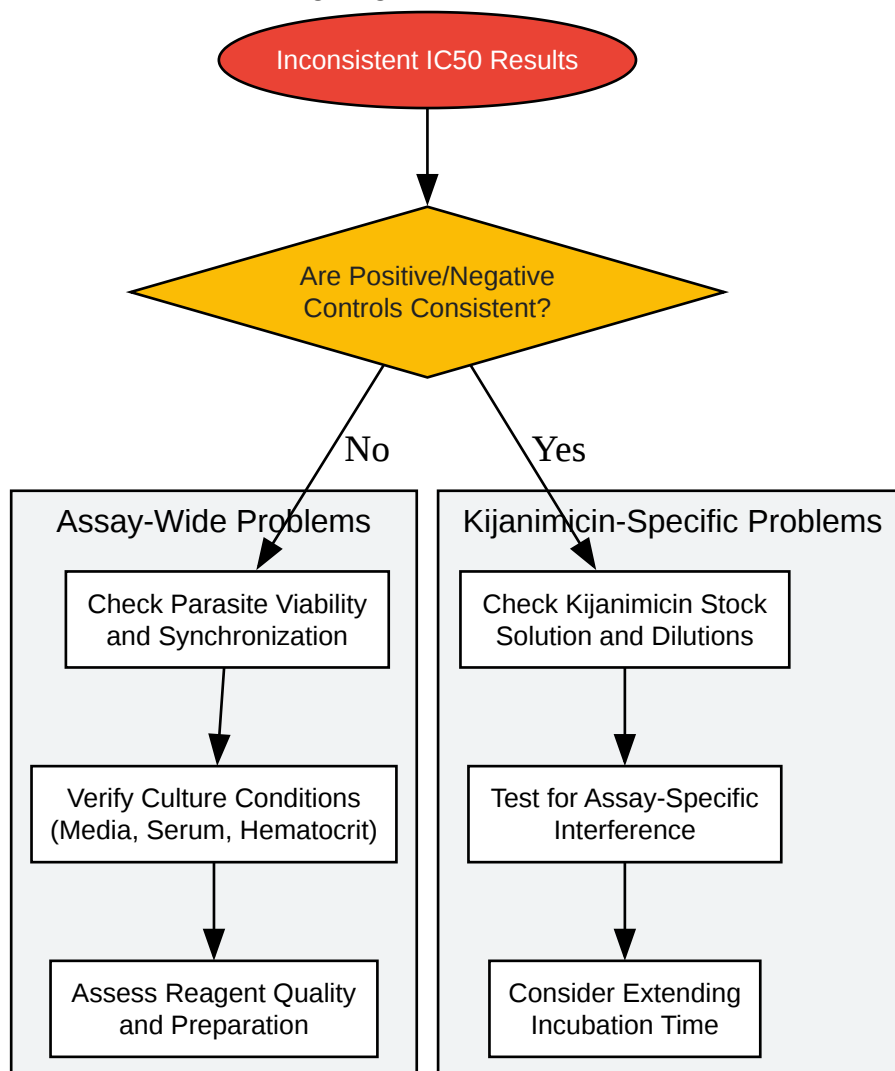 Inconsistent IC50 Results
Are Positive/Negative
Controls Consistent?
No
Yes
Assay-Wide Problems
Check Parasite Viability
and Synchronization
Verify Culture Conditions
(Media, Serum, Hematocrit)
Assess Reagent Quality
and Preparation
Kijanimicin-Specific Problems
Check Kijanimicin Stock
Solution and Dilutions
Test for Assay-Specific
Interference
Consider Extending
Incubation Time